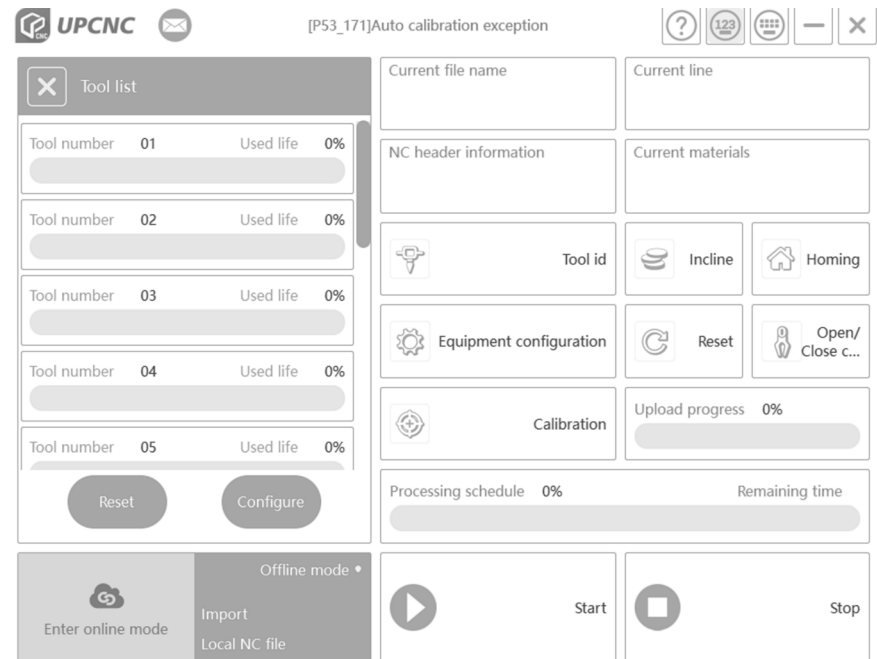 UPCNC
[P53_171]Auto calibration exception
?
123
Tool list
Tool number 01 Used life 0%
Tool number 02 Used life 0%
Tool number 03 Used life 0%
Tool number 04 Used life 0%
Tool number 05 Used life 0%
Reset
Configure
Enter online mode
Offline mode
Import
Local NC file
Current file name
Current line
NC header information
Current materials
Tool id
Incline
Homing
Equipment configuration
Reset
Open/
Close c...
Calibration
Upload progress 0%
Processing schedule 0%
Remaining time
Start
Stop